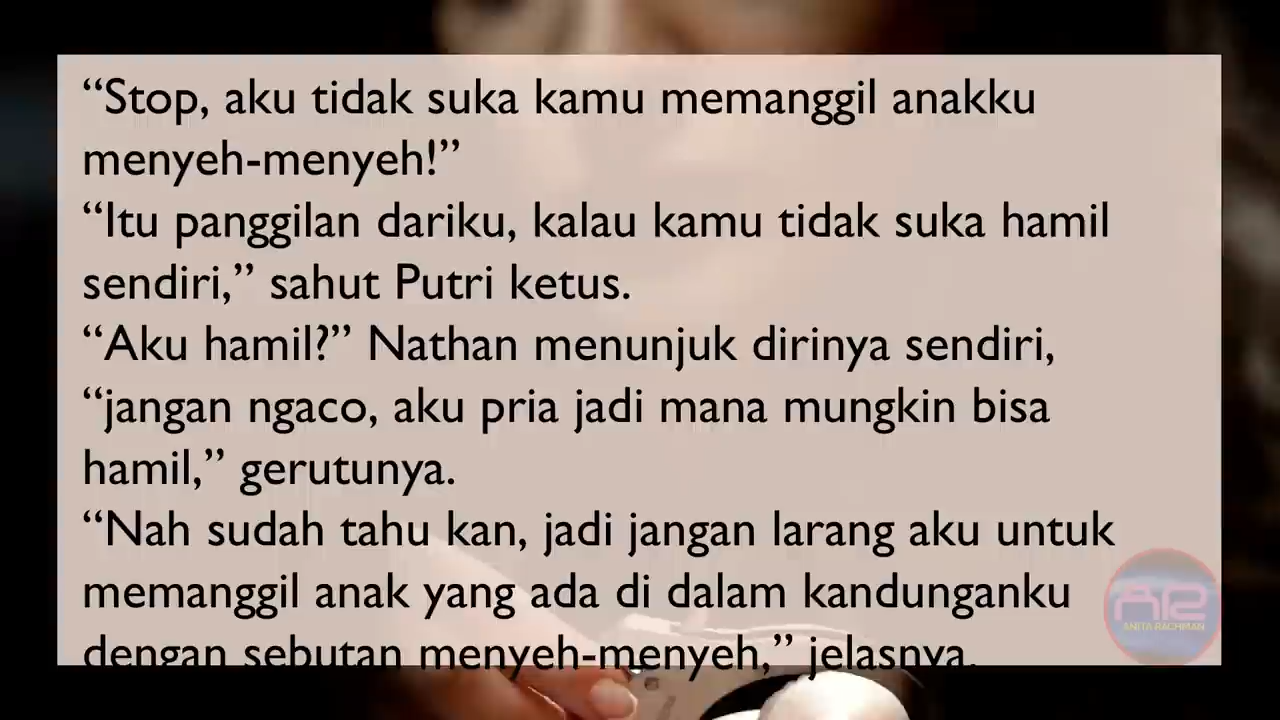 “Stop, aku tidak suka kamu memanggil anakku
menyeh-menyeh!”
“Itu panggilan dariku, kalau kamu tidak suka hamil
sendiri,” sahut Putri ketus.
“Aku hamil?” Nathan menunjuk dirinya sendiri,
“jangan ngaco, aku pria jadi mana mungkin bisa
hamil,” gerutunya.
“Nah sudah tahu kan, jadi jangan larang aku untuk
memanggil anak yang ada di dalam kandunganku
dengan sebutan menyeh-menyeh,” jelasnya.
AR
ANITA RACHMAN